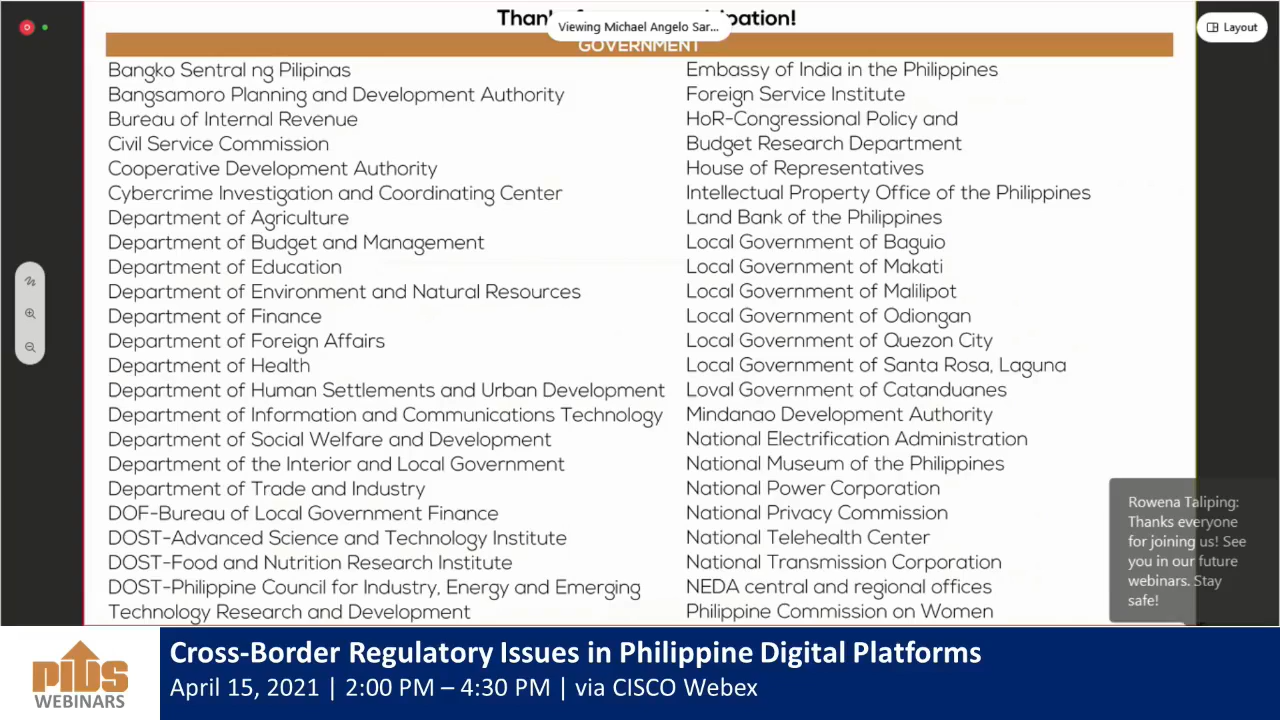 Viewing Michael Angelo Sar...
Layout
GOVERNMENT
Bangko Sentral ng Pilipinas
Bangsamoro Planning and Development Authority
Bureau of Internal Revenue
Civil Service Commission
Cooperative Development Authority
Cybercrime Investigation and Coordinating Center
Department of Agriculture
Department of Budget and Management
Department of Education
Department of Environment and Natural Resources
Department of Finance
Department of Foreign Affairs
Department of Health
Department of Human Settlements and Urban Development
Department of Information and Communications Technology
Department of Social Welfare and Development
Department of the Interior and Local Government
Department of Trade and Industry
DOF-Bureau of Local Government Finance
DOST-Advanced Science and Technology Institute
DOST-Food and Nutrition Research Institute
DOST-Philippine Council for Industry, Energy and Emerging
Technology Research and Development
Embassy of India in the Philippines
Foreign Service Institute
HoR-Congressional Policy and
Budget Research Department
House of Representatives
Intellectual Property Office of the Philippines
Land Bank of the Philippines
Local Government of Baguio
Local Government of Makati
Local Government of Malilipot
Local Government of Odiongan
Local Government of Quezon City
Local Government of Santa Rosa, Laguna
Loval Government of Catanduanes
Mindanao Development Authority
National Electrification Administration
National Museum of the Philippines
National Power Corporation
National Privacy Commission
National Telehealth Center
National Transmission Corporation
NEDA central and regional offices
Philippine Commission on Women
Rowena Taliping:
Thanks everyone
for joining us! See
you in our future
webinars. Stay
safe!
PIDS
WEBINARS
Cross-Border Regulatory Issues in Philippine Digital Platforms
April 15, 2021 | 2:00 PM – 4:30 PM | via CISCO Webex